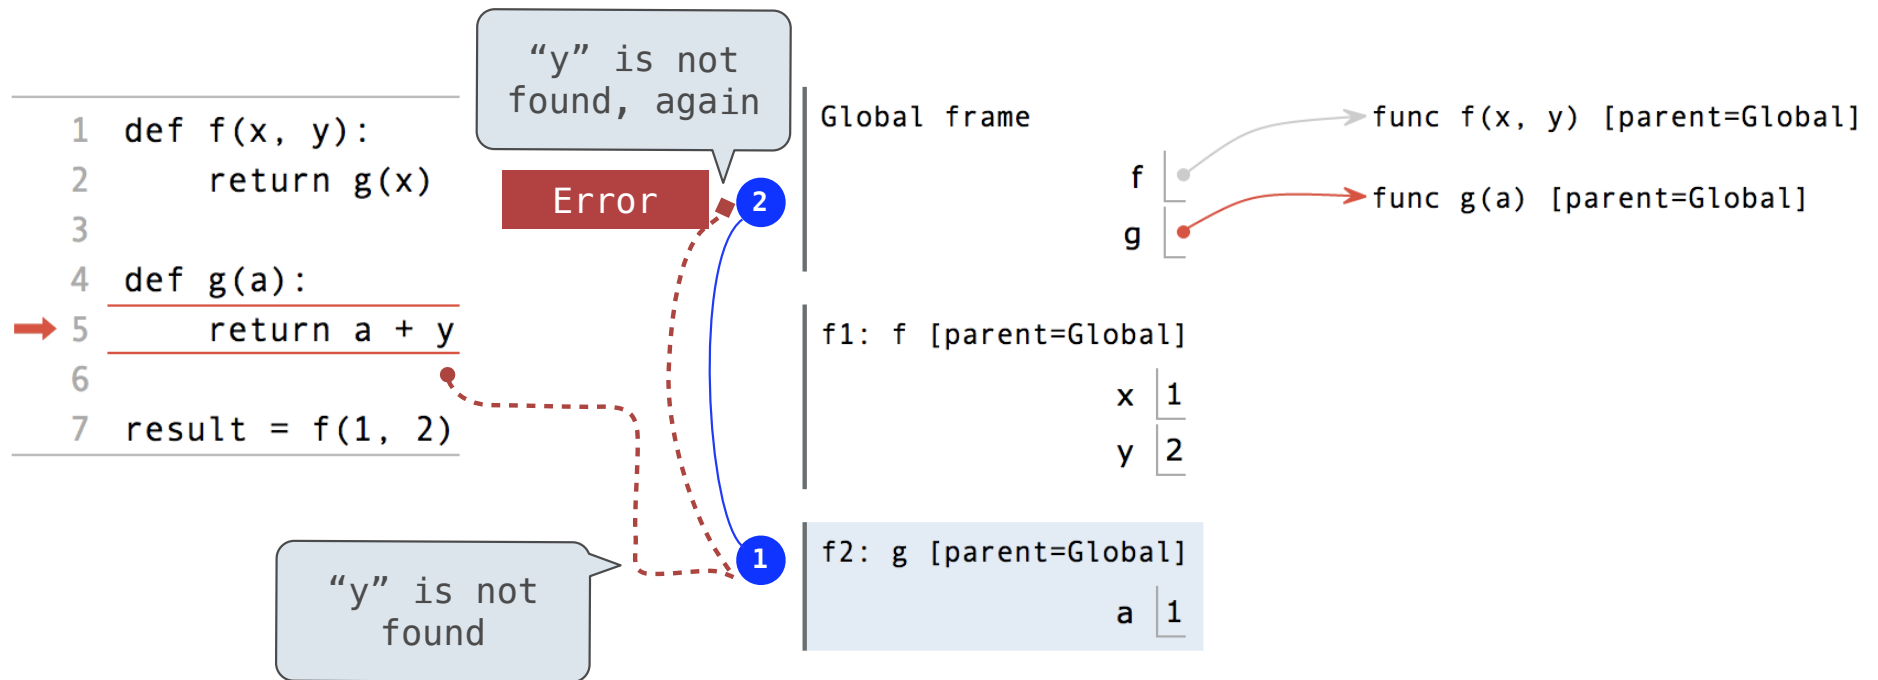 “y” is not
found, again
1 def f(x, y):
2 return g(x)
3
4 def g(a):
5 return a + y
6
7 result = f(1, 2)
Error
2
1
“y” is not
found
Global frame
f
g
func f(x, y) [parent=Global]
func g(a) [parent=Global]
f1: f [parent=Global]
x 1
y 2
f2: g [parent=Global]
a 1